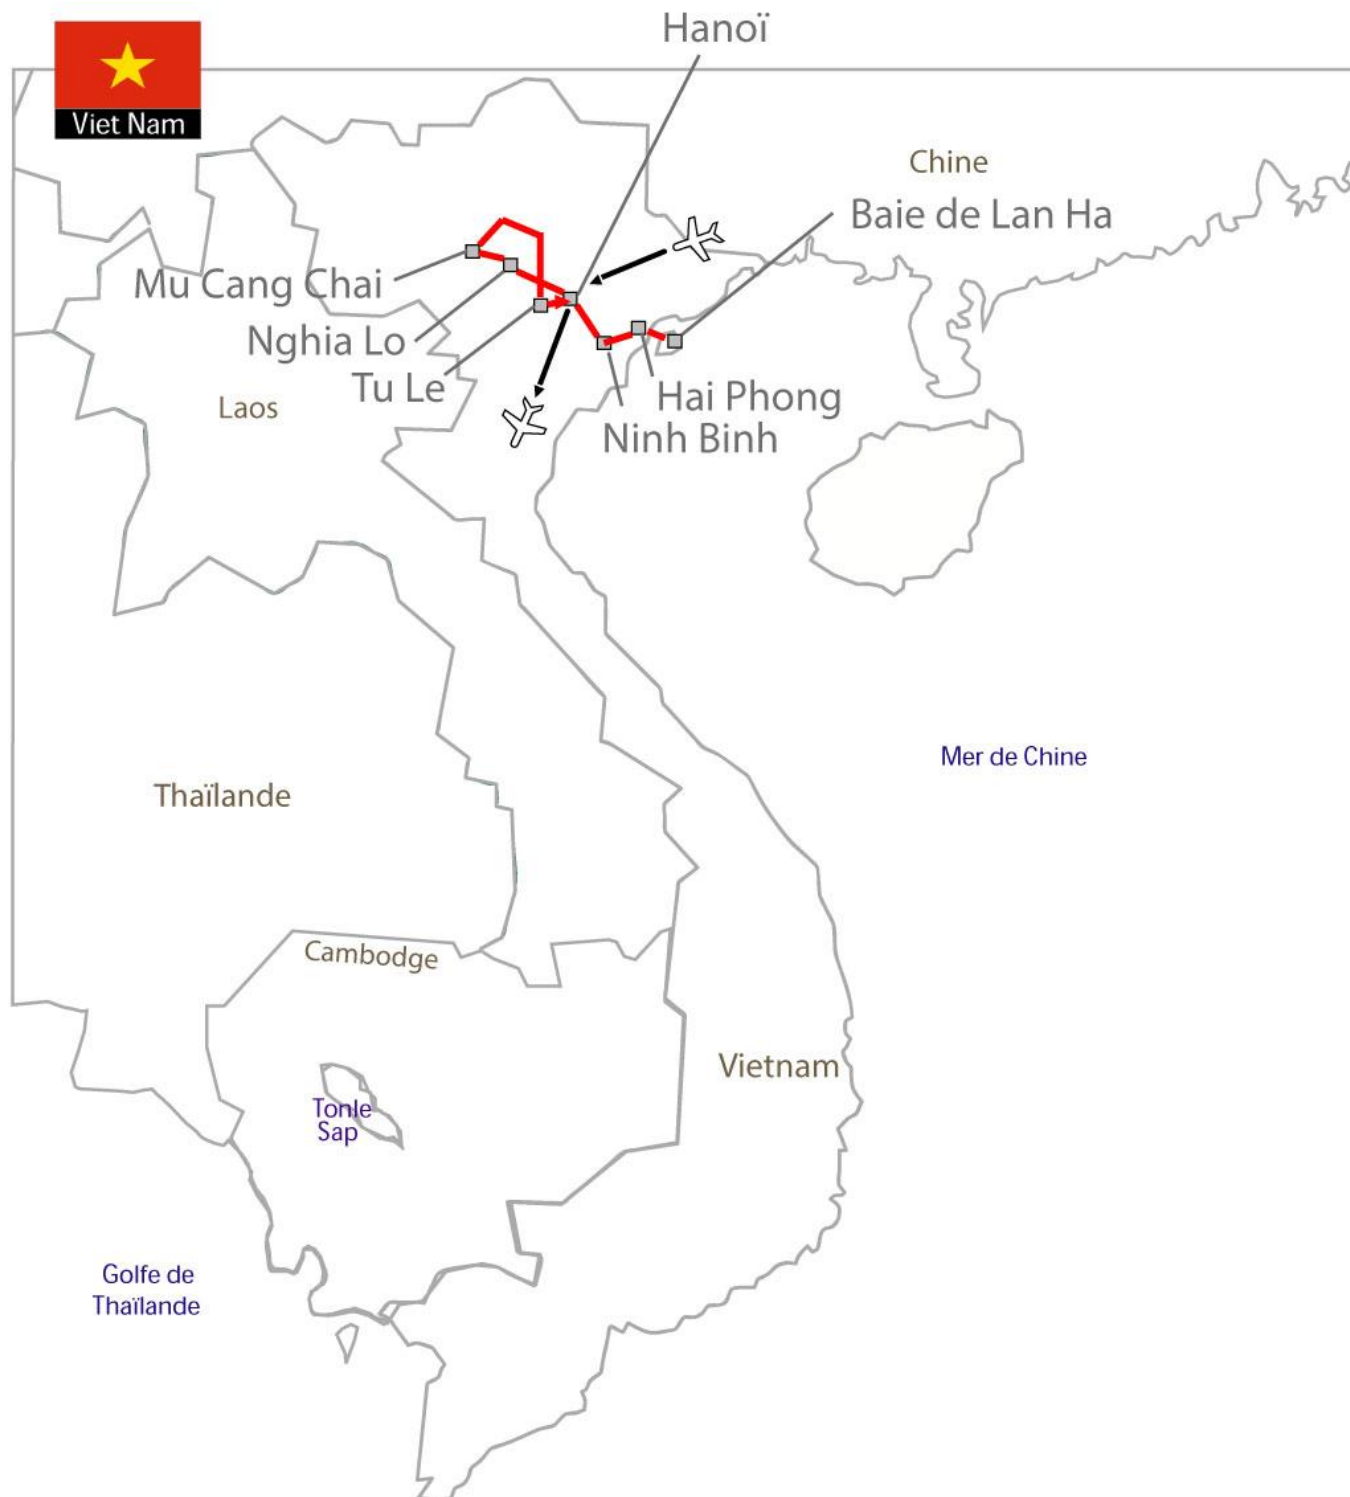 Hanoï
Viet Nam
Chine
Baie de Lan Ha
Mu Cang Chai
Nghia Lo
Tu Le
Hai Phong
Laos
Ninh Binh
Mer de Chine
Thaïlande
Cambodge
Vietnam
Tonle
Sap
Golfe de
Thaïlande